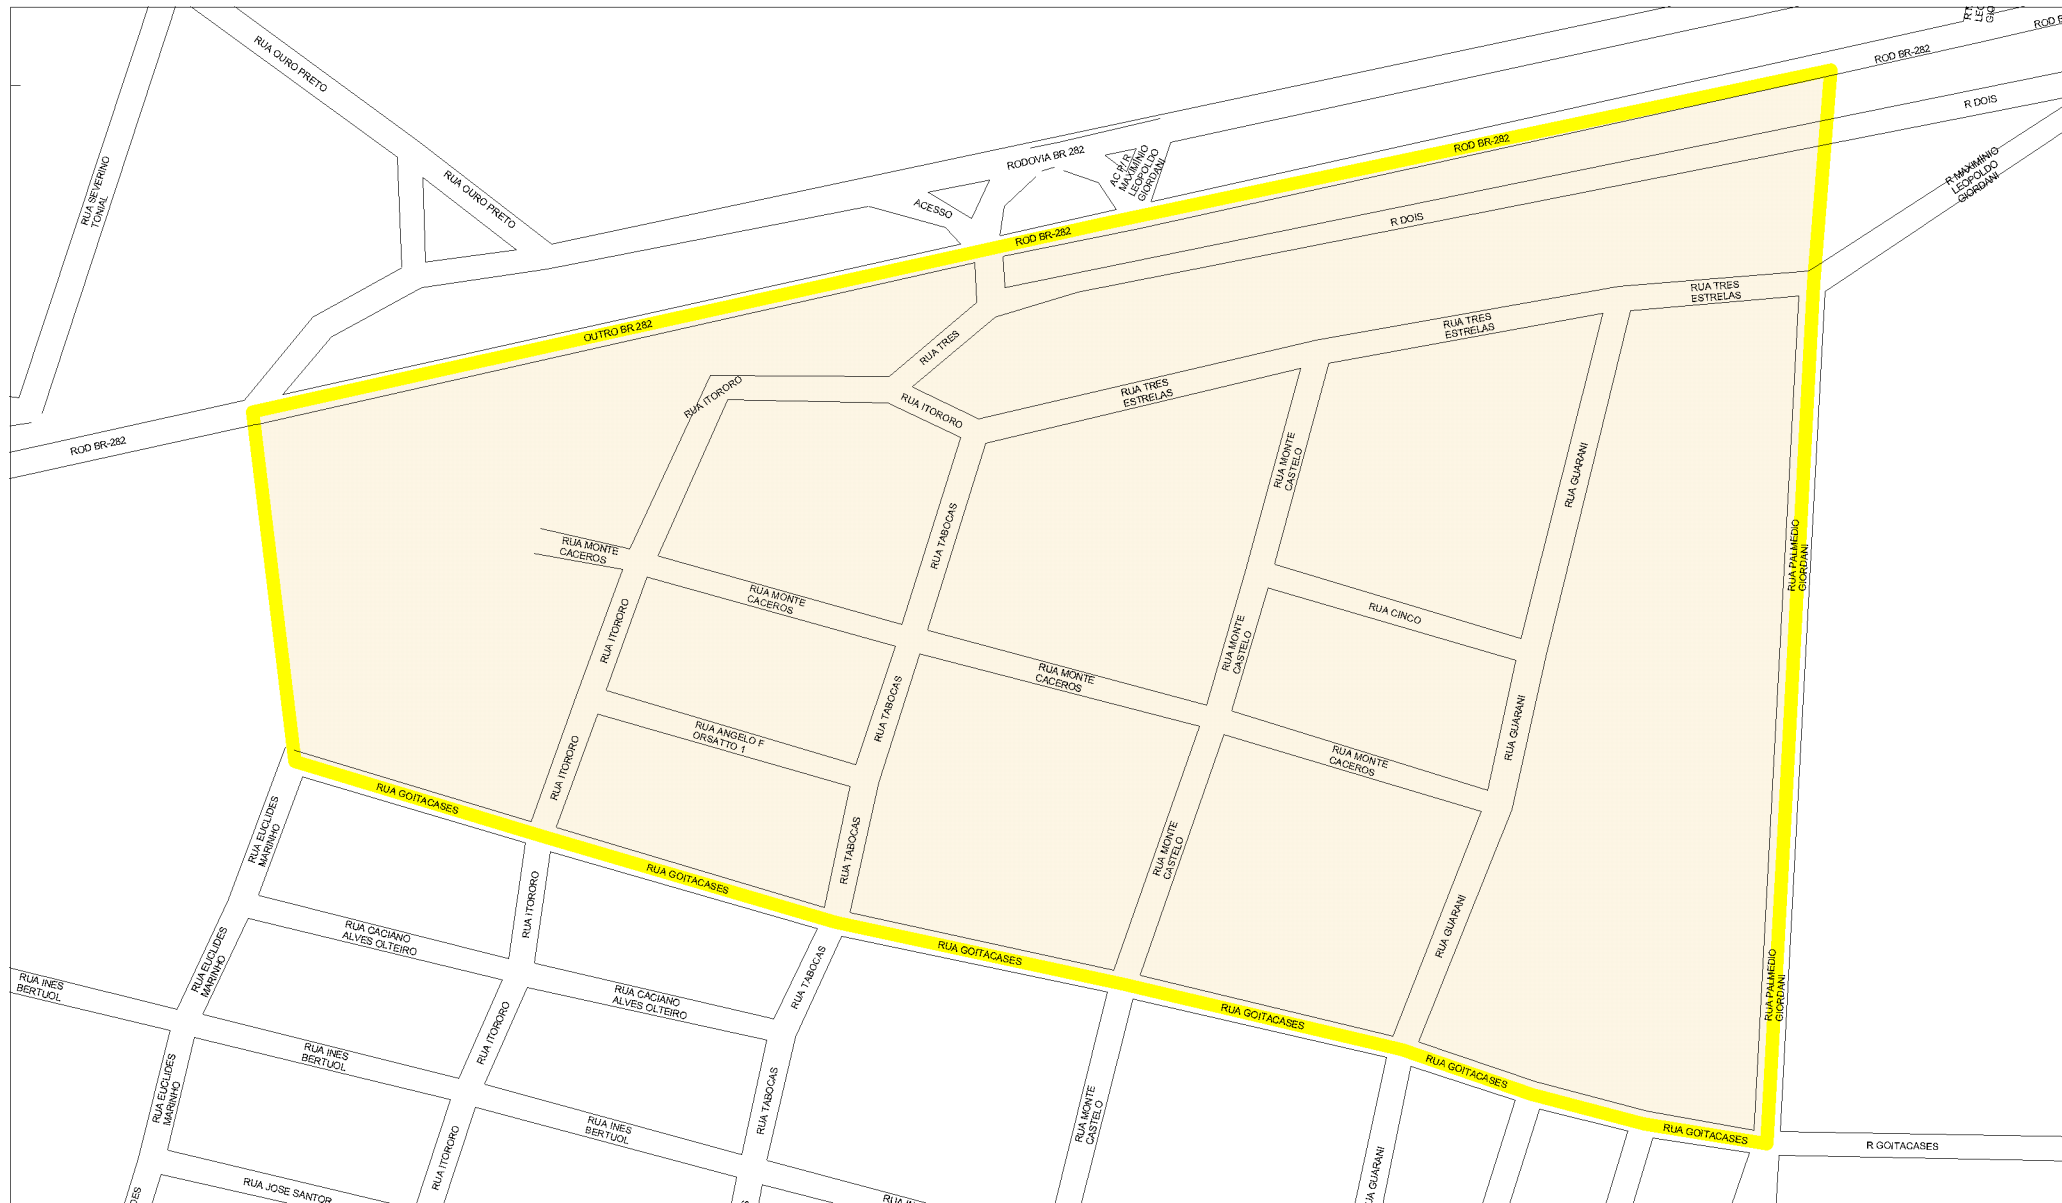 RUA OURO PRETO
ROD BR-282
R DOIS
RODOVIA BR 282
ROD BR-282
AC P/ R
MAXIMINIO
LEOPOLDO
GIORDANI
R MAXIMINIO
LEOPOLDO
GIORDANI
RUA SEVERINO
TONIAL
RUA OURO PRETO
ACESSO
R DOIS
ROD BR-282
RUA TRES
ESTRELAS
OUTRO BR 282
RUA TRES
ESTRELAS
RUA TRES
RUA TRES
ESTRELAS
RUA ITORORO
RUA ITORORO
ROD BR-282
RUA MONTE
CASTELO
RUA GUARANI
RUA TABOCAS
RUA MONTE
CACEROS
RUA PALMEDIO
GIORDANI
RUA MONTE
CACEROS
RUA CINCO
RUA ITORORO
RUA MONTE
CASTELO
RUA MONTE
CACEROS
RUA TABOCAS
RUA ANGELO F
ORSATTO 1
RUA GUARANI
RUA MONTE
CACEROS
RUA ITORORO
RUA GOITACASES
RUA EUCLIDES
MARINHO
RUA TABOCAS
RUA MONTE
CASTELO
RUA GOITACASES
RUA ITORORO
RUA GUARANI
RUA CACIANO
ALVES OLTEIRO
RUA GOITACASES
RUA EUCLIDES
MARINHO
RUA TABOCAS
RUA INES
BERTUOL
RUA PALMEDIO
GIORDANI
RUA CACIANO
ALVES OLTEIRO
RUA GOITACASES
RUA ITORORO
RUA INES
BERTUOL
RUA GOITACASES
RUA EUCLIDES
MARINHO
RUA TABOCAS
RUA MONTE
CASTELO
RUA INES
BERTUOL
RUA GOITACASES
R GOITACASES
RUA ITORORO
RUA GUARANI
RUA JOSE SANTOR